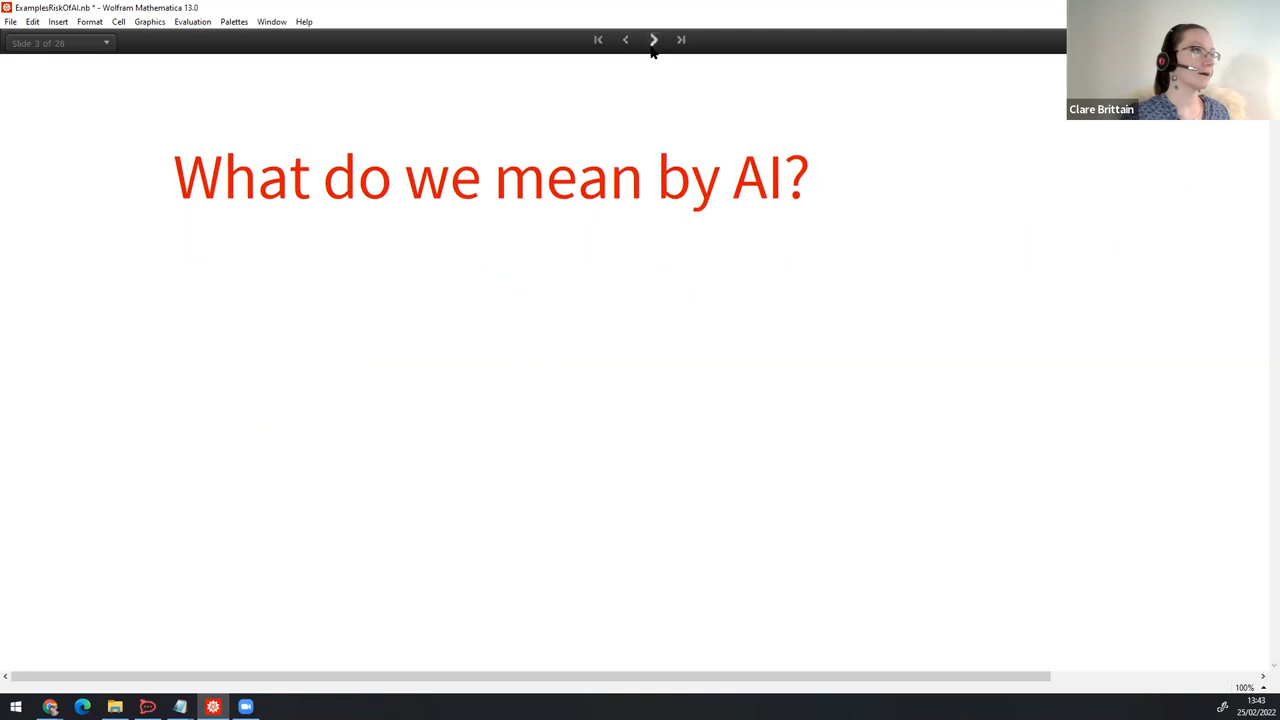 ExamplesRiskOfAI.nb * - Wolfram Mathematica 13.0
File Edit Insert Format Cell Graphics Evaluation Palettes Window Help
Slide 3 of 28
Clare Brittain
What do we mean by AI?
100%
13:43
25/02/2022